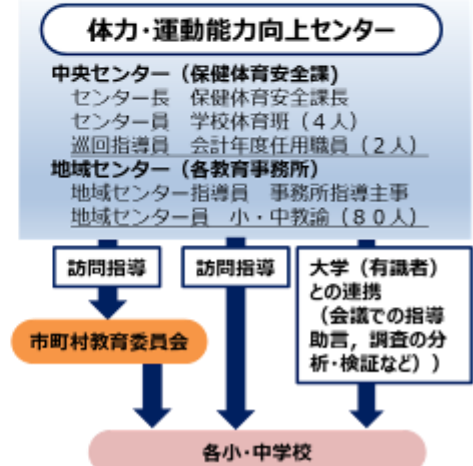 体力・運動能力向上センター
中央センター（保健体育安全課)
センター長　保健体育安全課長
センター員　学校体育班（４人）
巡回指導員　会計年度任用職員（２人）
地域センター（各教育事務所）
地域センター指導員　事務所指導主事
地域センター員　小・中教諭（８０人）
訪問指導
訪問指導
大学（有識者）
との連携
（会議での指導
助言，調査の分
析・検証など））
市町村教育委員会
各小・中学校